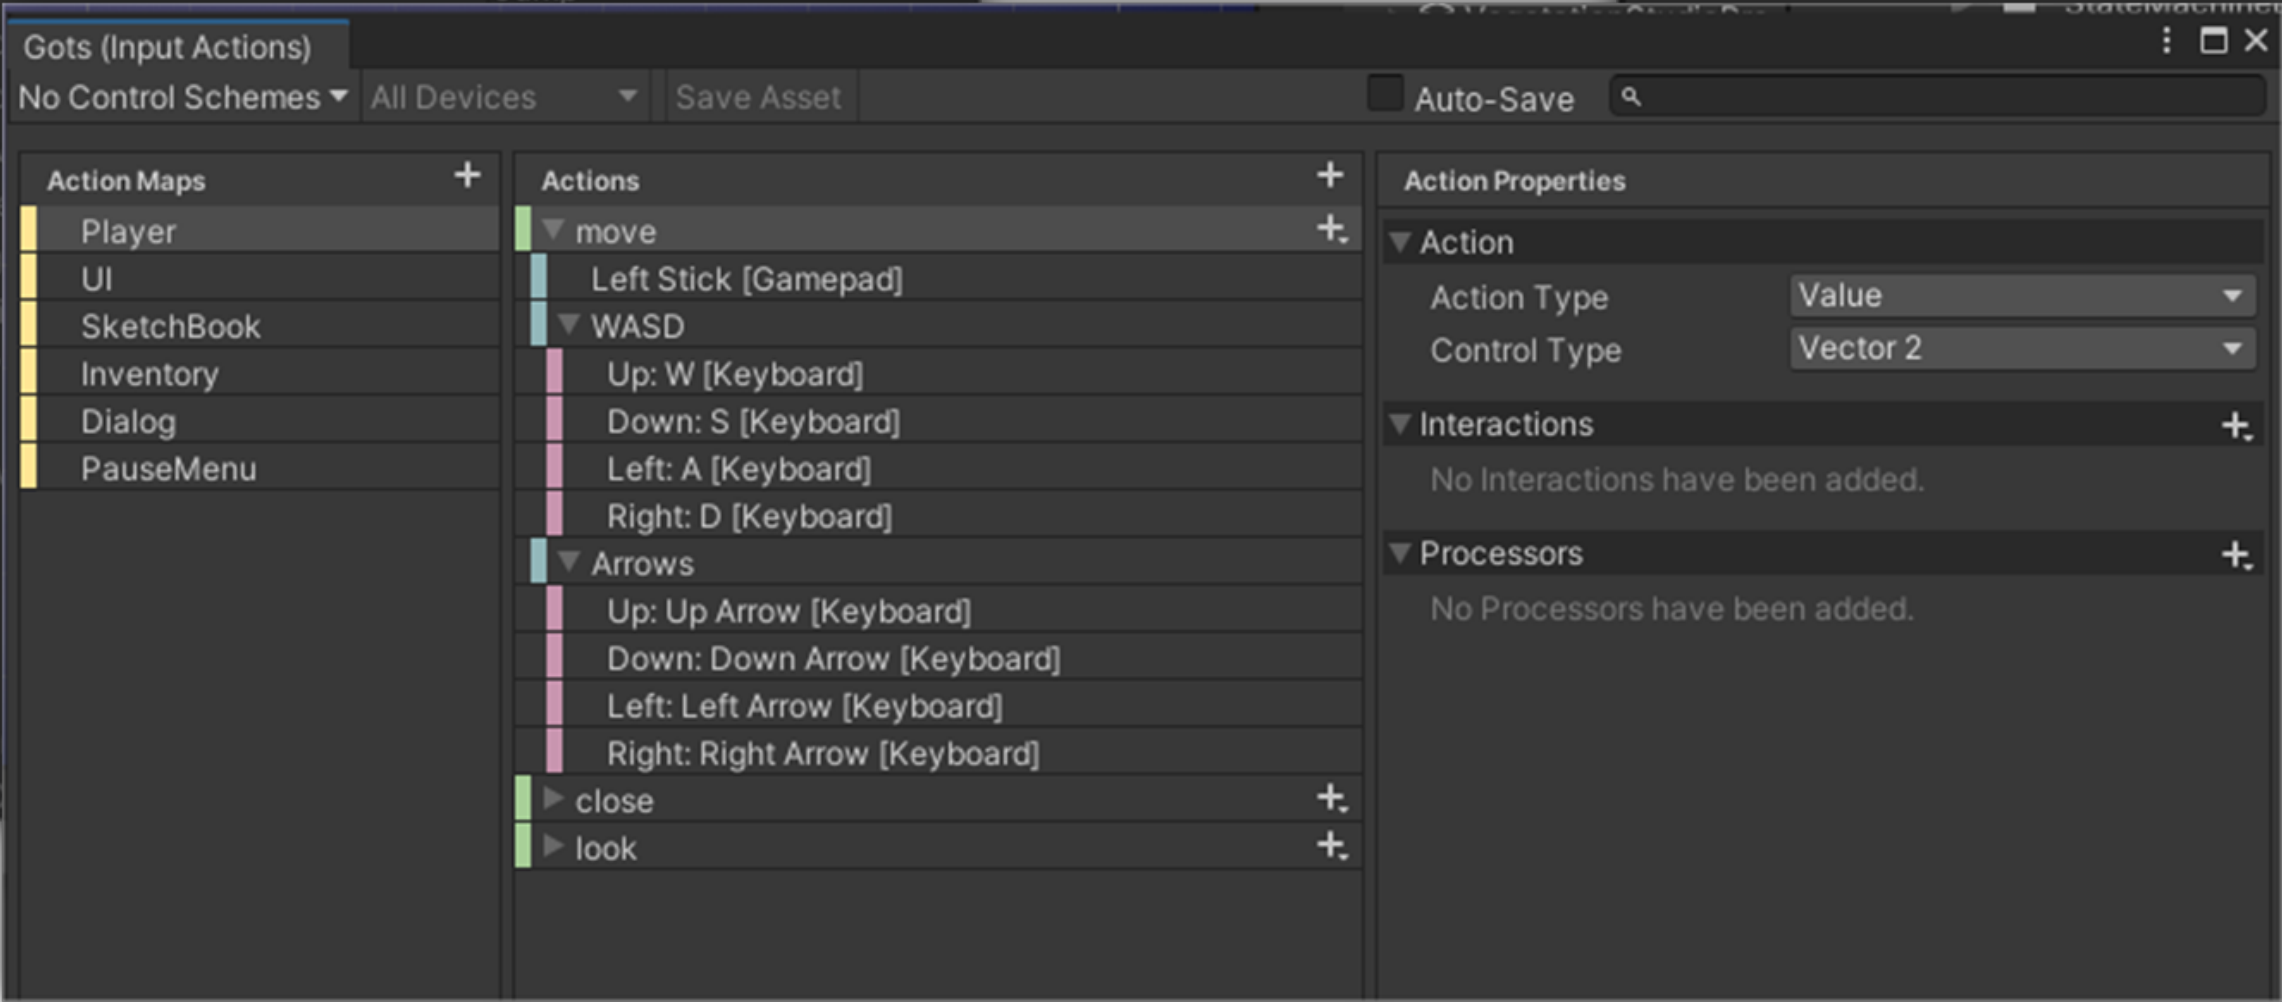 Gots (Input Actions)
No Control Schemes
All Devices
Save Asset
Auto-Save
Action Maps
Player
UI
SketchBook
Inventory
Dialog
PauseMenu
Actions
move
Left Stick [Gamepad]
WASD
Up: W [Keyboard]
Down: S [Keyboard]
Left: A [Keyboard]
Right: D [Keyboard]
Arrows
Up: Up Arrow [Keyboard]
Down: Down Arrow [Keyboard]
Left: Left Arrow [Keyboard]
Right: Right Arrow [Keyboard]
close
look
Action Properties
Action
Action Type Value
Control Type Vector 2
Interactions
No Interactions have been added.
Processors
No Processors have been added.